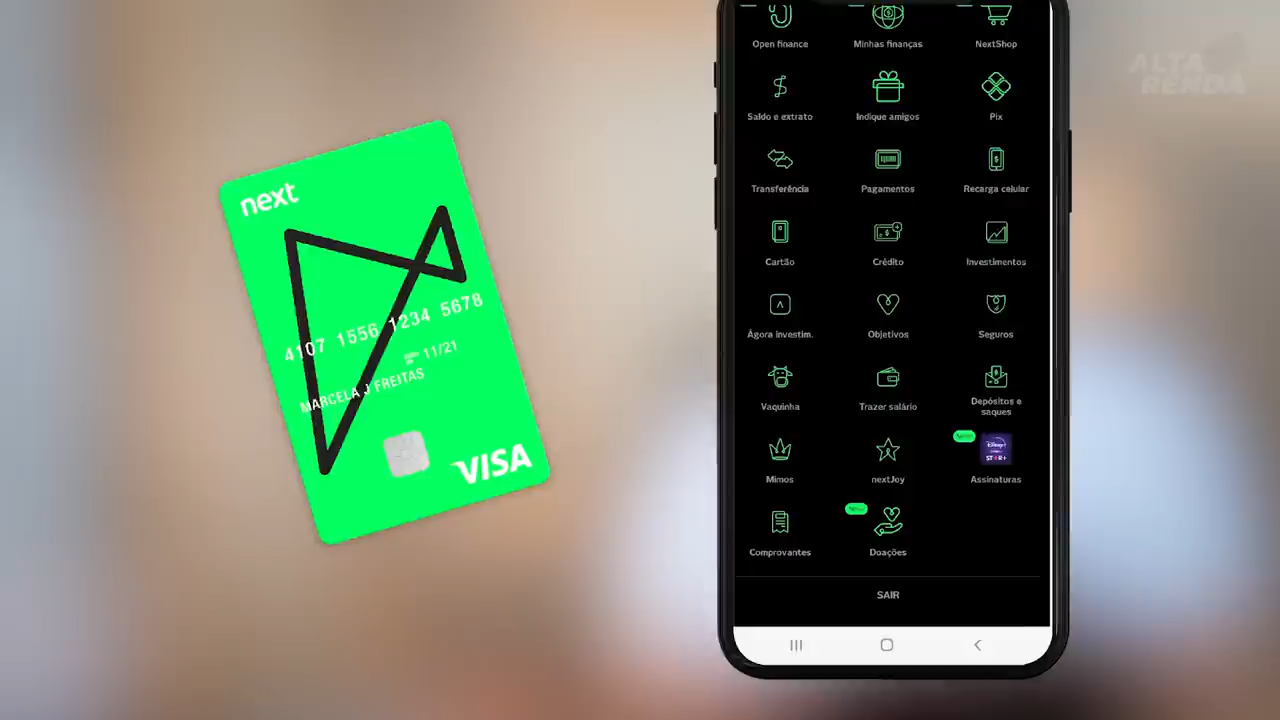 next
4107 1556 1234 5678
11/21
MARCELA J FREITAS
VISA
Open finance
Minhas finanças
NextShop
Saldo e extrato
Indique amigos
Pix
Transferência
Pagamentos
Recarga celular
Cartão
Crédito
Investimentos
Ágora investim.
Objetivos
Seguros
Vaquinha
Trazer salário
Depósitos e
saques
Mimos
nextJoy
Disney+
ST★R+
Assinaturas
Comprovantes
Doações
SAIR
ALTA
RENDA